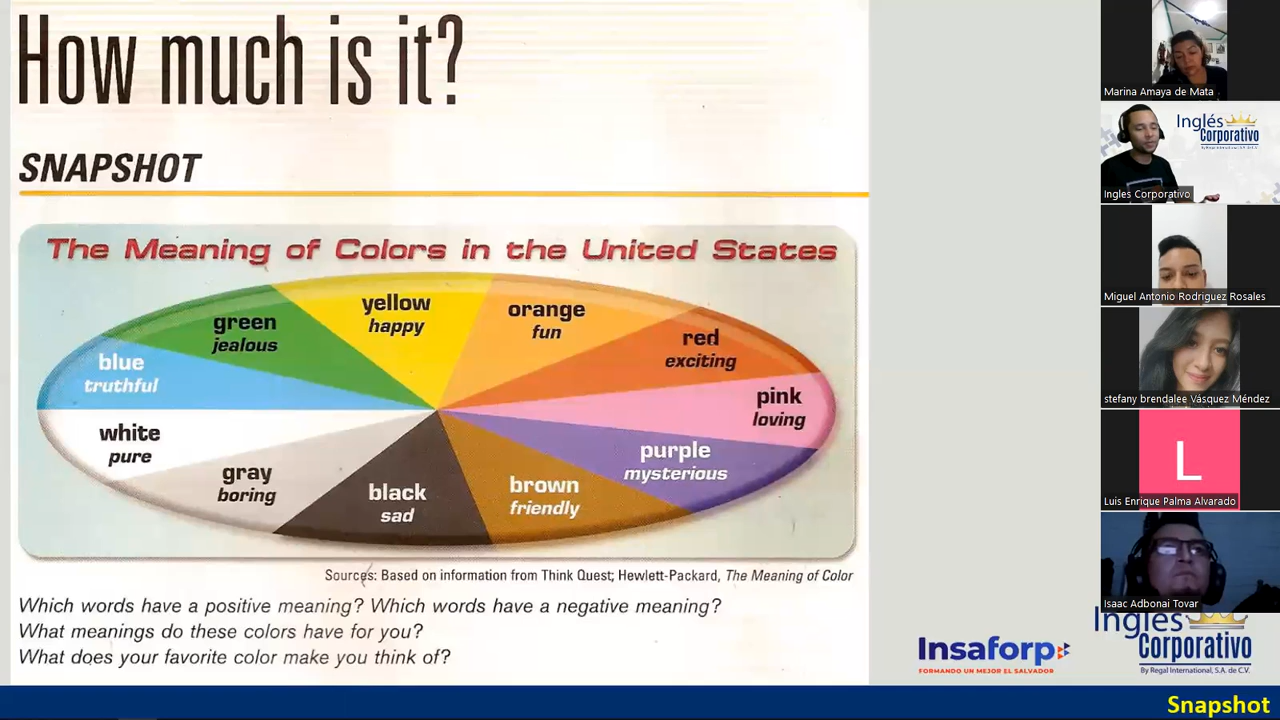 How much is it?
SNAPSHOT
The Meaning of Colors in the United States
yellow
happy
orange
fun
green
jealous
red
exciting
blue
truthful
pink
loving
white
pure
purple
mysterious
gray
boring
black
sad
brown
friendly
Sources: Based on information from Think Quest; Hewlett-Packard, The Meaning of Color
Which words have a positive meaning? Which words have a negative meaning?
What meanings do these colors have for you?
What does your favorite color make you think of?
Insaforp
FORMANDO UN MEJOR EL SALVADOR
Inglés
Corporativo
By Regal International, S.A. de C.V.
Snapshot
Marina Amaya de Mata
Inglés
Corporativo
By Regal International, S.A. de C.V.
Ingles Corporativo
Miguel Antonio Rodriguez Rosales
stefany brendalee Vásquez Méndez
L
Luis Enrique Palma Alvarado
Isaac Adbonai Tovar